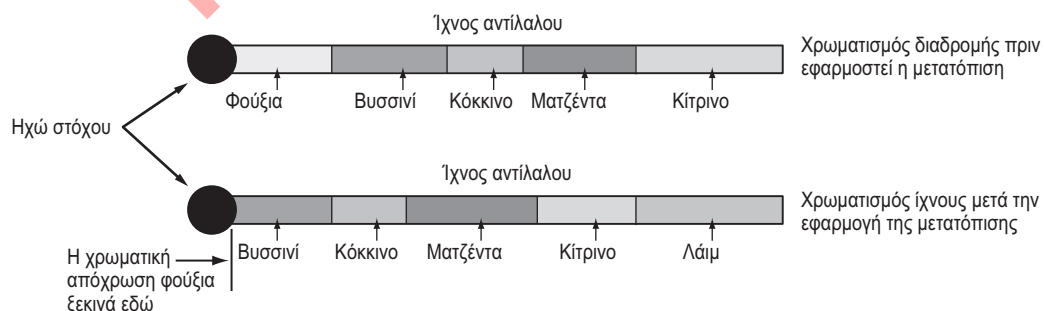 Ίχνος αντίλαλου
Χρωματισμός διαδρομής πριν
εφαρμοστεί η μετατόπιση
Φούξια Βυσσινί Κόκκινο Ματζέντα Κίτρινο
Ηχώ στόχου
Ίχνος αντίλαλου
Χρωματισμός ίχνους μετά την
εφαρμογή της μετατόπισης
Βυσσινί Κόκκινο Ματζέντα Κίτρινο Λάιμ
Η χρωματική
απόχρωση φούξια
ξεκινά εδώ